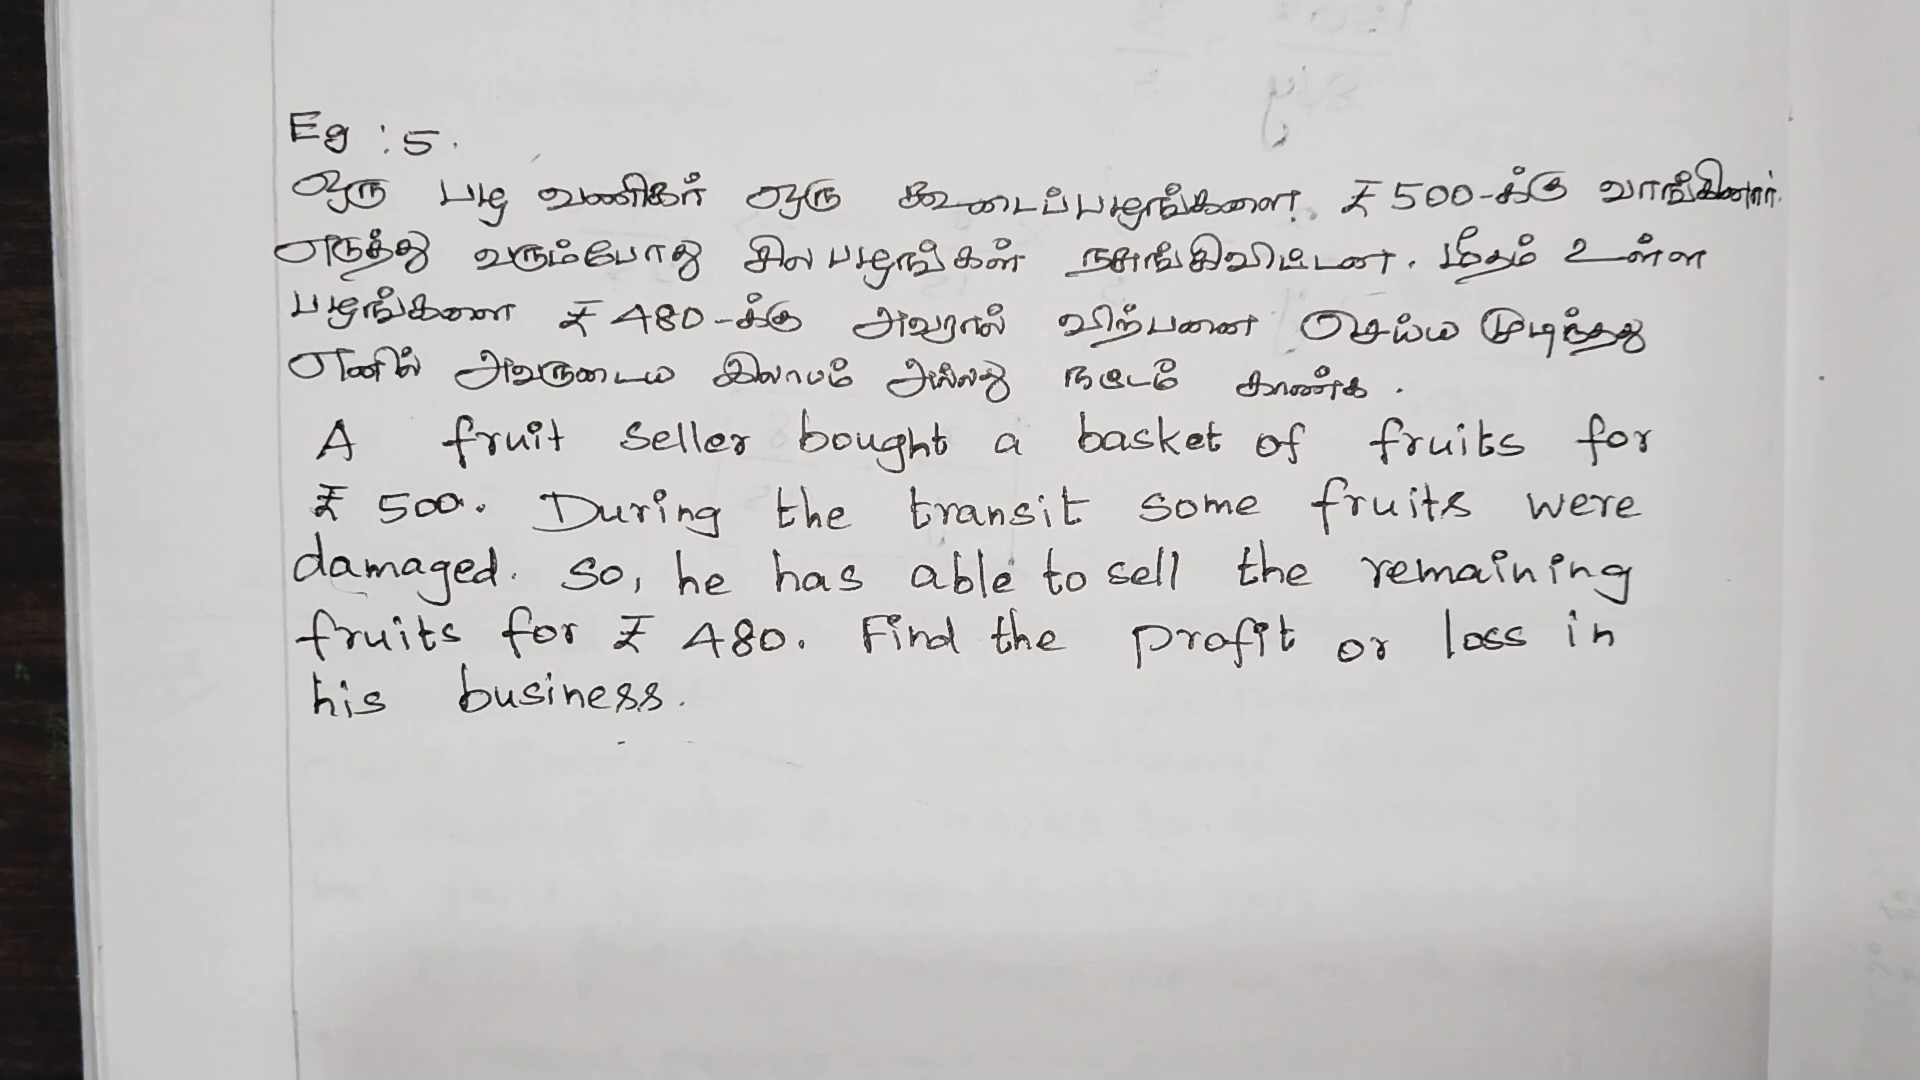 Eg : 5.
ஒரு பழ வணிகர் ஒரு கூடைப்பழங்களை ₹ 500-க்கு வாங்கினார்.
எடுத்து வரும்போது சில பழங்கள் நசுங்கிவிட்டன. மீதம் உள்ள
பழங்களை ₹ 480-க்கு அவரால் விற்பனை செய்ய முடிந்தது
எனில் அவருடைய இலாபம் அல்லது நட்டம் காண்க.
A fruit seller bought a basket of fruits for
₹ 500. During the transit some fruits were
damaged. So, he has able to sell the remaining
fruits for ₹ 480. Find the profit or loss in
his business.